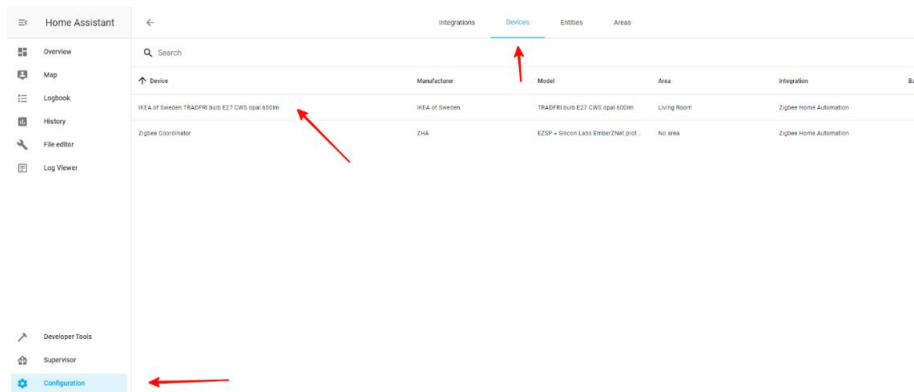 Home Assistant
Integrations Devices Entities Areas
Overview
Search
Map
Device Manufacturer Model Area Integration Ba
Logbook
IKEA of Sweden TRADFRI bulb E27 CWS opal 600lm IKEA of Sweden TRADFRI bulb E27 CWS opal 600lm Living Room Zigbee Home Automation
History
Zigbee Coordinator ZHA EZSP = Silicon Labs EmberZNet prot... No area Zigbee Home Automation
File editor
Log Viewer
Developer Tools
Supervisor
Configuration